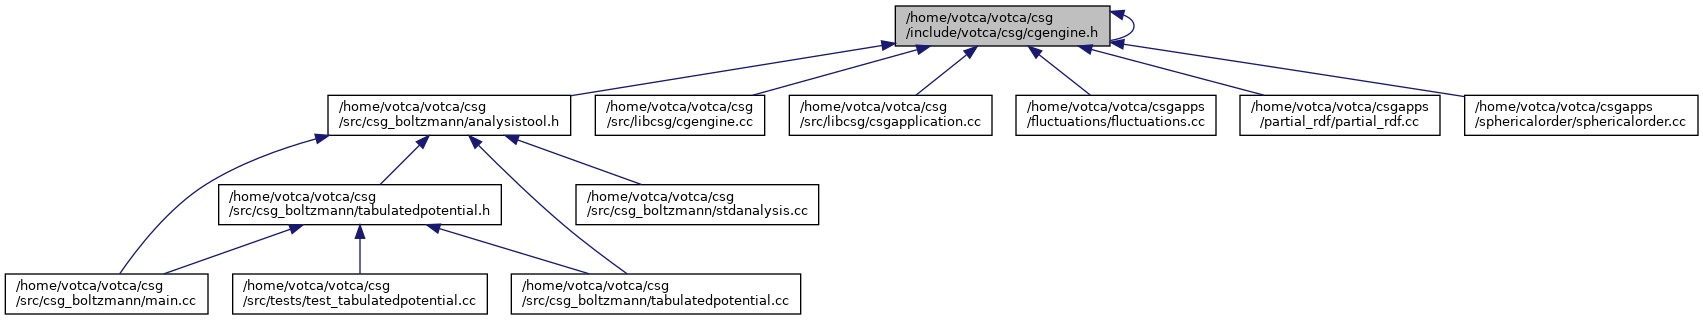 /home/votca/votca/csg
/include/votca/csg/cgengine.h
/home/votca/votca/csg
/src/csg_boltzmann/analysistool.h
/home/votca/votca/csg
/src/libcsg/cgengine.cc
/home/votca/votca/csg
/src/libcsg/csgapplication.cc
/home/votca/votca/csgapps
/fluctuations/fluctuations.cc
/home/votca/votca/csgapps
/partial_rdf/partial_rdf.cc
/home/votca/votca/csgapps
/sphericalorder/sphericalorder.cc
/home/votca/votca/csg
/src/csg_boltzmann/tabulatedpotential.h
/home/votca/votca/csg
/src/csg_boltzmann/stdanalysis.cc
/home/votca/votca/csg
/src/csg_boltzmann/main.cc
/home/votca/votca/csg
/src/tests/test_tabulatedpotential.cc
/home/votca/votca/csg
/src/csg_boltzmann/tabulatedpotential.cc